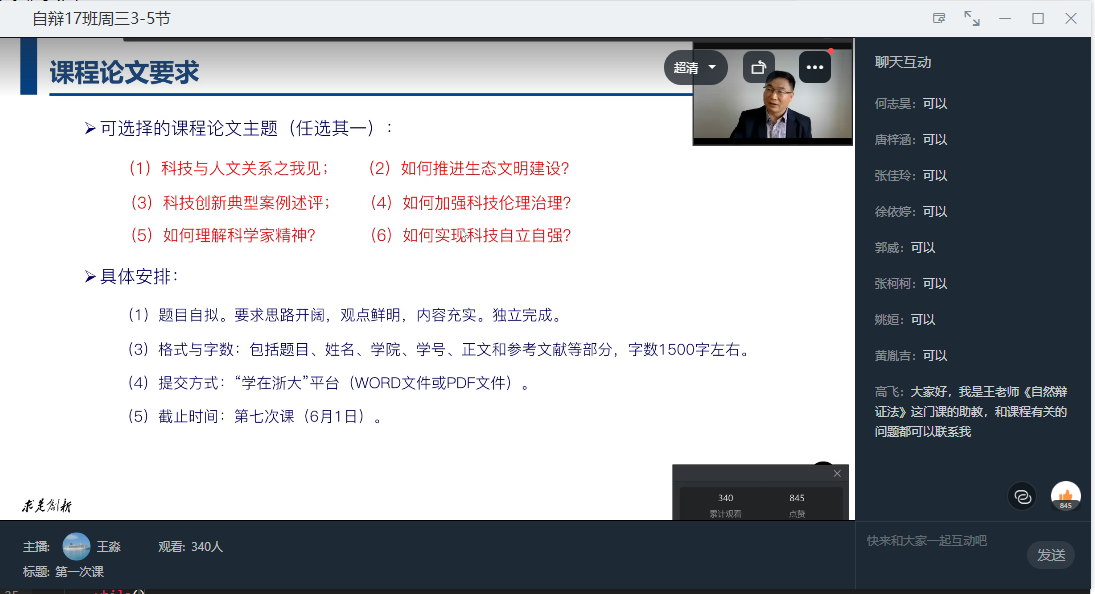 自辩17班周三3-5节
课程论文要求
超清
➢可选择的课程论文主题（任选其一）：
（1）科技与人文关系之我见；
（2）如何推进生态文明建设？
（3）科技创新典型案例述评；
（4）如何加强科技伦理治理？
（5）如何理解科学家精神？
（6）如何实现科技自立自强？
➢具体安排：
（1）题目自拟。要求思路开阔，观点鲜明，内容充实。独立完成。
（3）格式与字数：包括题目、姓名、学院、学号、正文和参考文献等部分，字数1500字左右。
（4）提交方式：“学在浙大”平台（WORD文件或PDF文件）。
（5）截止时间：第七次课（6月1日）。
求是创新
340
845
累计观看
点赞
主播:
王淼
观看: 340人
标题: 第一次课
聊天互动
何志昊: 可以
唐梓涵: 可以
张佳玲: 可以
徐依婷: 可以
郭威: 可以
张柯柯: 可以
姚姮: 可以
黄胤吉: 可以
高飞: 大家好，我是王老师《自然辩
证法》这门课的助教，和课程有关的
问题都可以联系我
845
快来和大家一起互动吧
发送